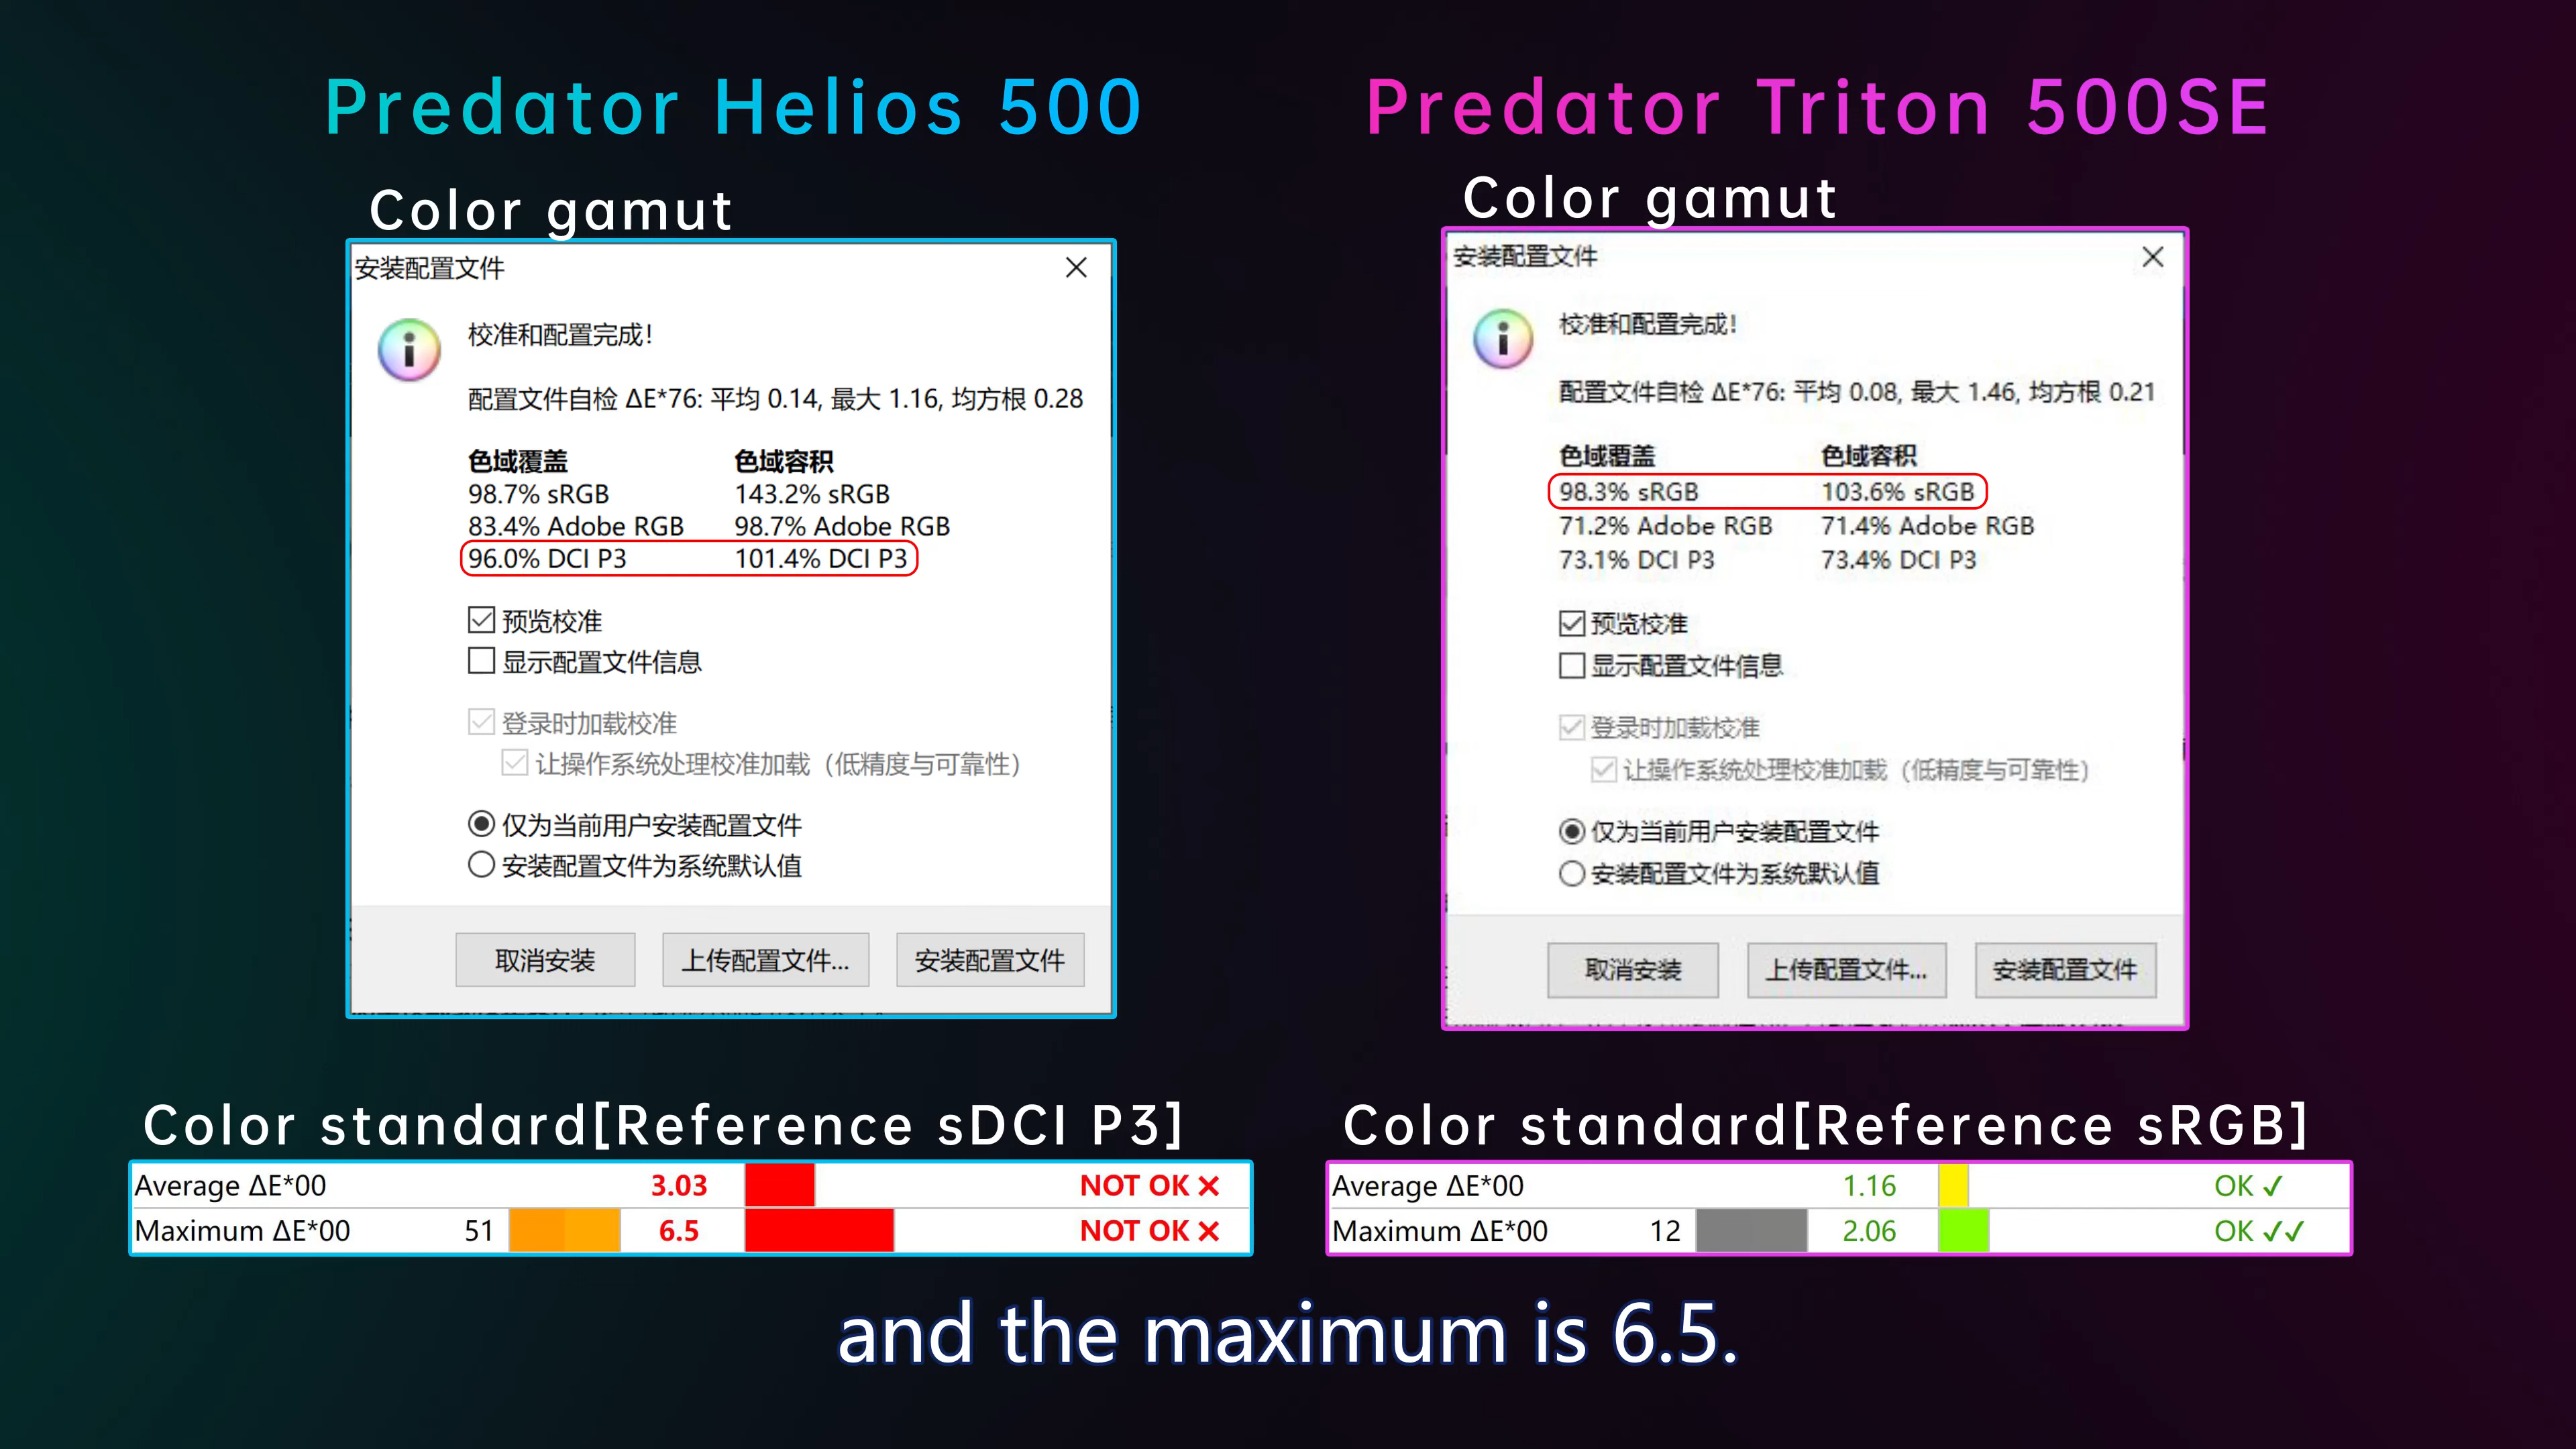 Predator Helios 500
Color gamut
安装配置文件
校准和配置完成!
配置文件自检 ΔE*76: 平均 0.14, 最大 1.16, 均方根 0.28
色域覆盖 色域容积
98.7% sRGB 143.2% sRGB
83.4% Adobe RGB 98.7% Adobe RGB
96.0% DCI P3 101.4% DCI P3
预览校准
显示配置文件信息
登录时加载校准
让操作系统处理校准加载（低精度与可靠性）
仅为当前用户安装配置文件
安装配置文件为系统默认值
取消安装 上传配置文件... 安装配置文件
Color standard[Reference sDCI P3]
Average ΔE*00 3.03 NOT OK ✕
Maximum ΔE*00 51 6.5 NOT OK ✕
Predator Triton 500SE
Color gamut
安装配置文件
校准和配置完成!
配置文件自检 ΔE*76: 平均 0.08, 最大 1.46, 均方根 0.21
色域覆盖 色域容积
98.3% sRGB 103.6% sRGB
71.2% Adobe RGB 71.4% Adobe RGB
73.1% DCI P3 73.4% DCI P3
预览校准
显示配置文件信息
登录时加载校准
让操作系统处理校准加载（低精度与可靠性）
仅为当前用户安装配置文件
安装配置文件为系统默认值
取消安装 上传配置文件... 安装配置文件
Color standard[Reference sRGB]
Average ΔE*00 1.16 OK ✓
Maximum ΔE*00 12 2.06 OK ✓✓
and the maximum is 6.5.